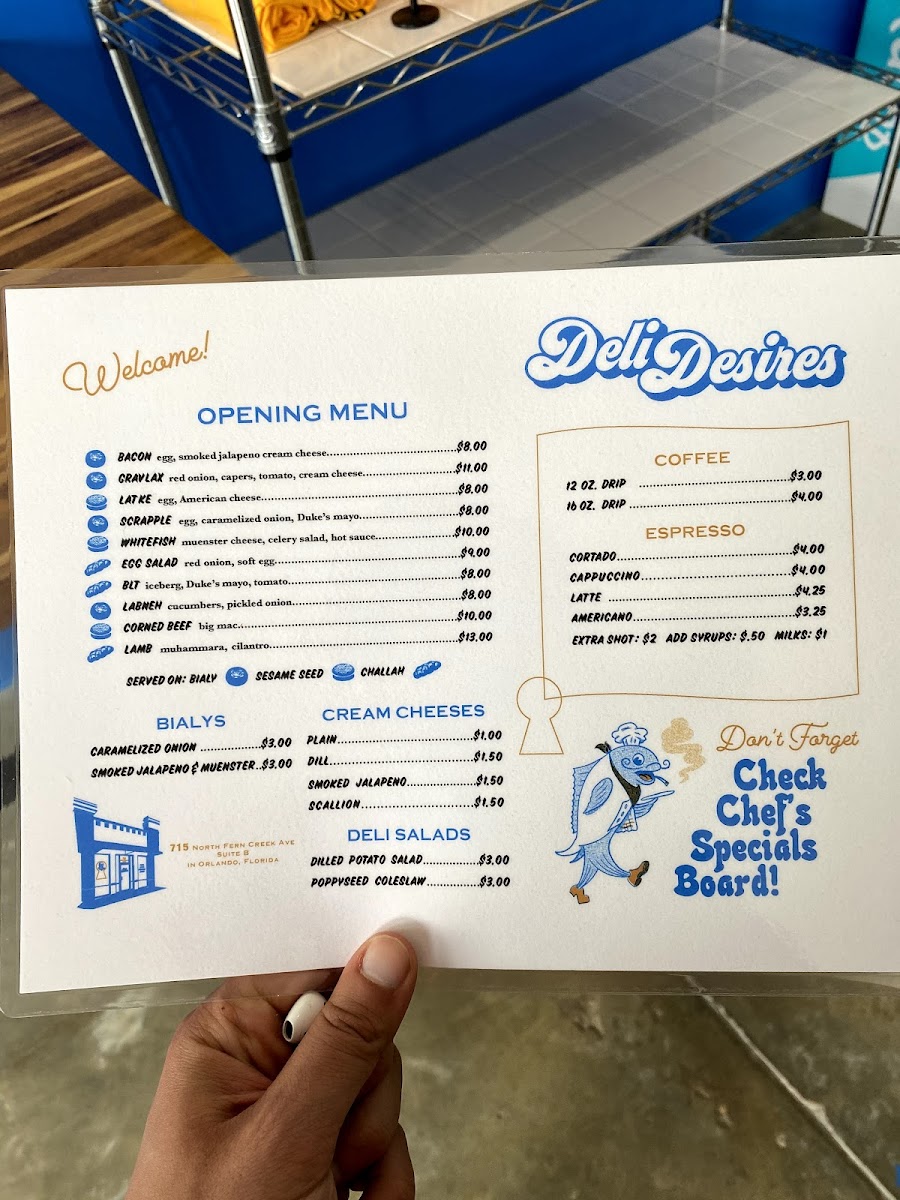 Welcome!
Deli Desires
OPENING MENU
BACON egg, smoked jalapeno cream cheese $8.00
GRAVLAX red onion, capers, tomato, cream cheese $11.00
LATKE egg, American cheese $8.00
SCRAPPLE egg, caramelized onion, Duke's mayo $8.00
WHITEFISH muenster cheese, celery salad, hot sauce $10.00
EGG SALAD red onion, soft egg $9.00
BLT iceberg, Duke's mayo, tomato $8.00
LABNEH cucumbers, pickled onion $8.00
CORNED BEEF big mac $10.00
LAMB muhammara, cilantro $13.00
SERVED ON: BIALY SESAME SEED CHALLAH
BIALYS
CARAMELIZED ONION $3.00
SMOKED JALAPENO & MUENSTER $3.00
CREAM CHEESES
PLAIN $1.00
DILL $1.50
SMOKED JALAPENO $1.50
SCALLION $1.50
DELI SALADS
DILLED POTATO SALAD $3.00
POPPYSEED COLESLAW $3.00
715 NORTH FERN CREEK AVE
SUITE B
IN ORLANDO, FLORIDA
COFFEE
12 OZ. DRIP $3.00
16 OZ. DRIP $4.00
ESPRESSO
CORTADO $4.00
CAPPUCCINO $4.00
LATTE $4.25
AMERICANO $3.25
EXTRA SHOT: $2 ADD SYRUPS: $.50 MILKS: $1
Don't Forget
Check
Chef's
Specials
Board!